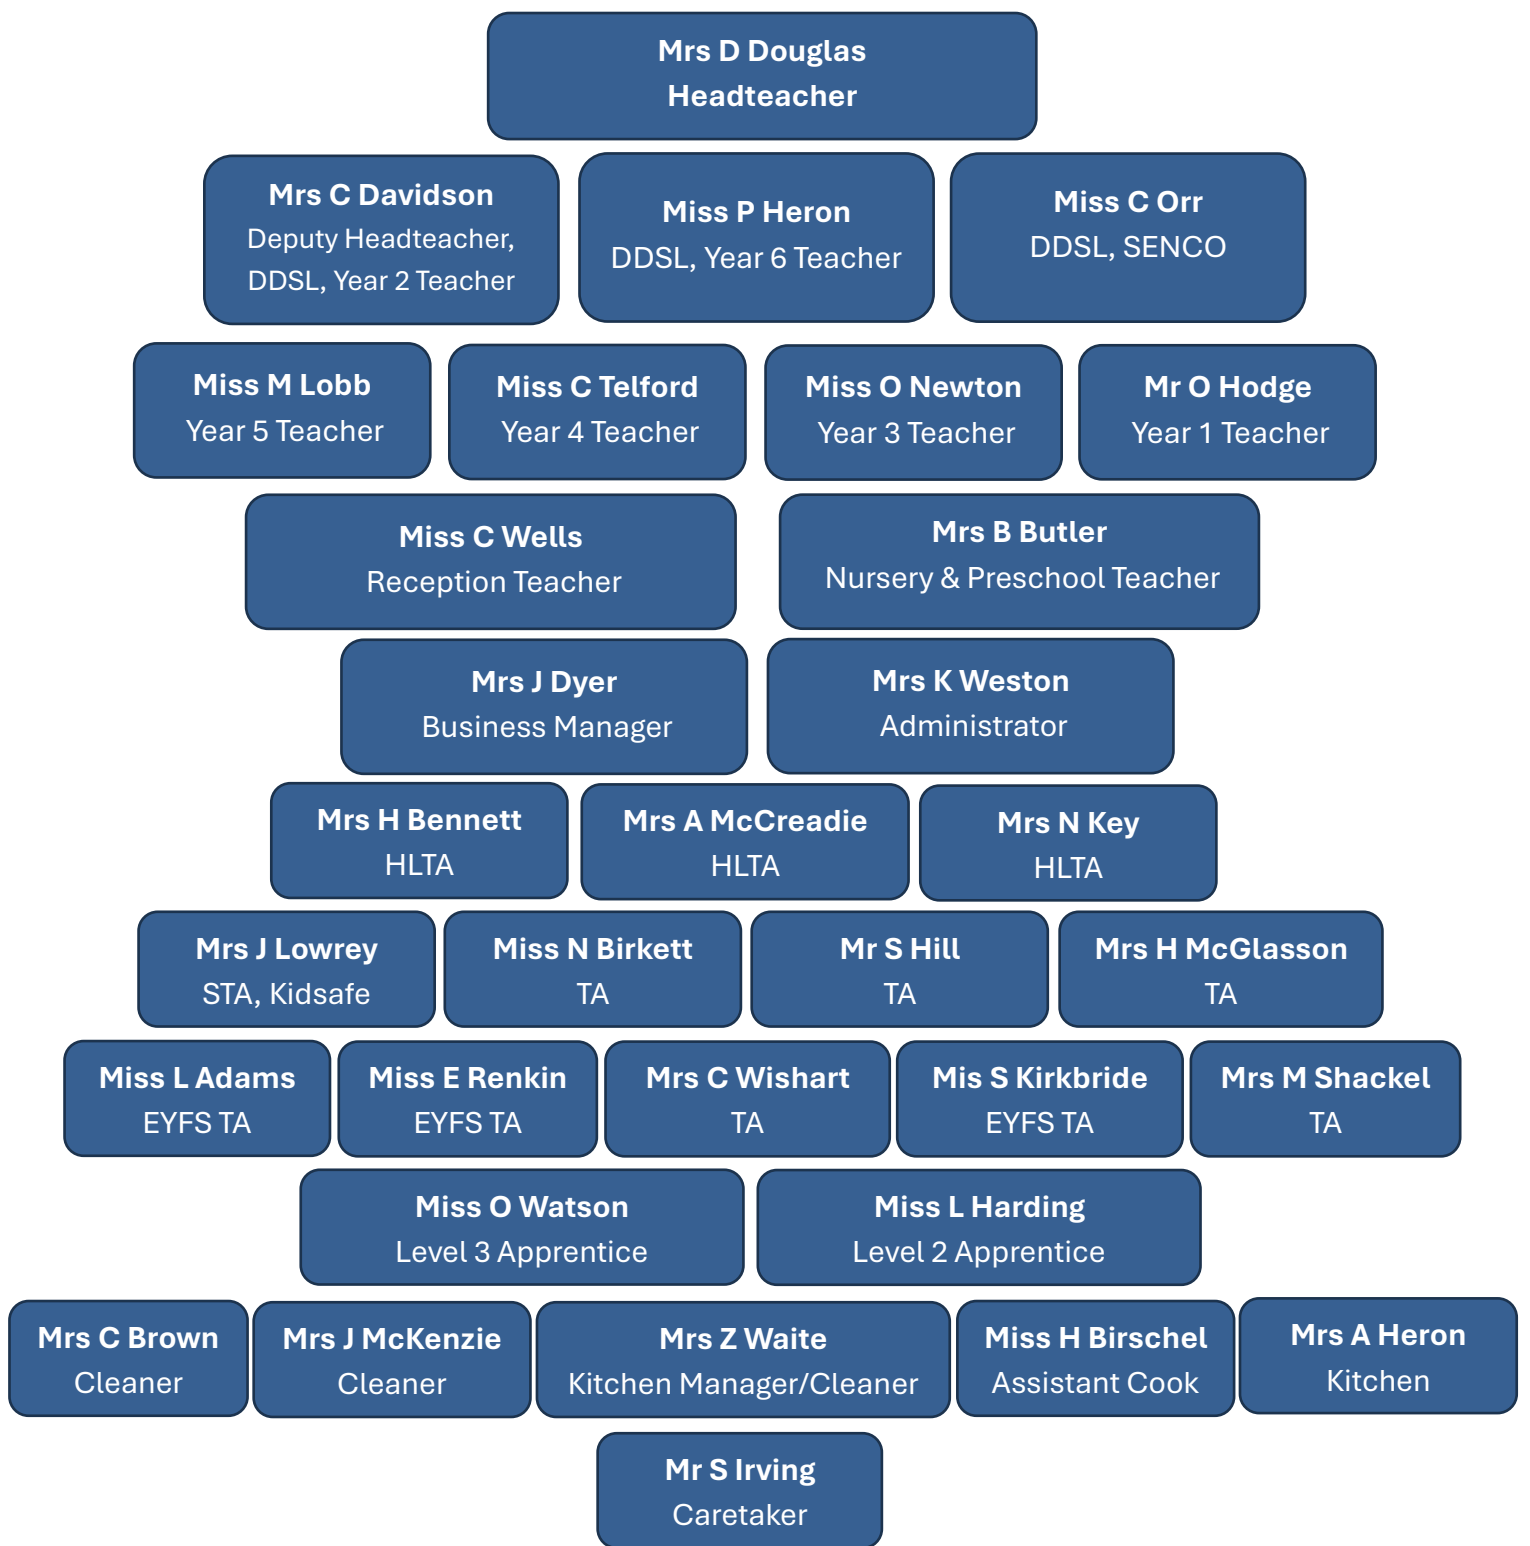 Mrs D Douglas
Headteacher
Mrs C Davidson
Deputy Headteacher,
DDSL, Year 2 Teacher
Miss P Heron
DDSL, Year 6 Teacher
Miss C Orr
DDSL, SENCO
Miss M Lobb
Year 5 Teacher
Miss C Telford
Year 4 Teacher
Miss O Newton
Year 3 Teacher
Mr O Hodge
Year 1 Teacher
Miss C Wells
Reception Teacher
Mrs B Butler
Nursery & Preschool Teacher
Mrs J Dyer
Business Manager
Mrs K Weston
Administrator
Mrs H Bennett
HLTA
Mrs A McCreadie
HLTA
Mrs N Key
HLTA
Mrs J Lowrey
STA, Kidsafe
Miss N Birkett
TA
Mr S Hill
TA
Mrs H McGlasson
TA
Miss L Adams
EYFS TA
Miss E Renkin
EYFS TA
Mrs C Wishart
TA
Mis S Kirkbride
EYFS TA
Mrs M Shackel
TA
Miss O Watson
Level 3 Apprentice
Miss L Harding
Level 2 Apprentice
Mrs C Brown
Cleaner
Mrs J McKenzie
Cleaner
Mrs Z Waite
Kitchen Manager/Cleaner
Miss H Birschel
Assistant Cook
Mrs A Heron
Kitchen
Mr S Irving
Caretaker